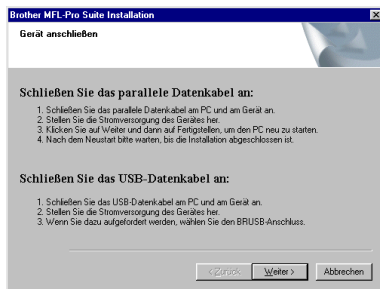 Brother MFL-Pro Suite Installation
Gerät anschließen
Schließen Sie das parallele Datenkabel an:
1. Schließen Sie das parallele Datenkabel am PC und am Gerät an.
2. Stellen Sie die Stromversorgung des Gerätes her.
3. Klicken Sie auf Weiter und dann auf Fertigstellen, um den PC neu zu starten.
4. Nach dem Neustart bitte warten, bis die Installation abgeschlossen ist.
Schließen Sie das USB-Datenkabel an:
1. Schließen Sie das USB-Datenkabel am PC und am Gerät an.
2. Stellen Sie die Stromversorgung des Gerätes her.
3. Wenn Sie dazu aufgefordert werden, wählen Sie den BRUSB-Anschluss.
< Zurück Weiter > Abbrechen